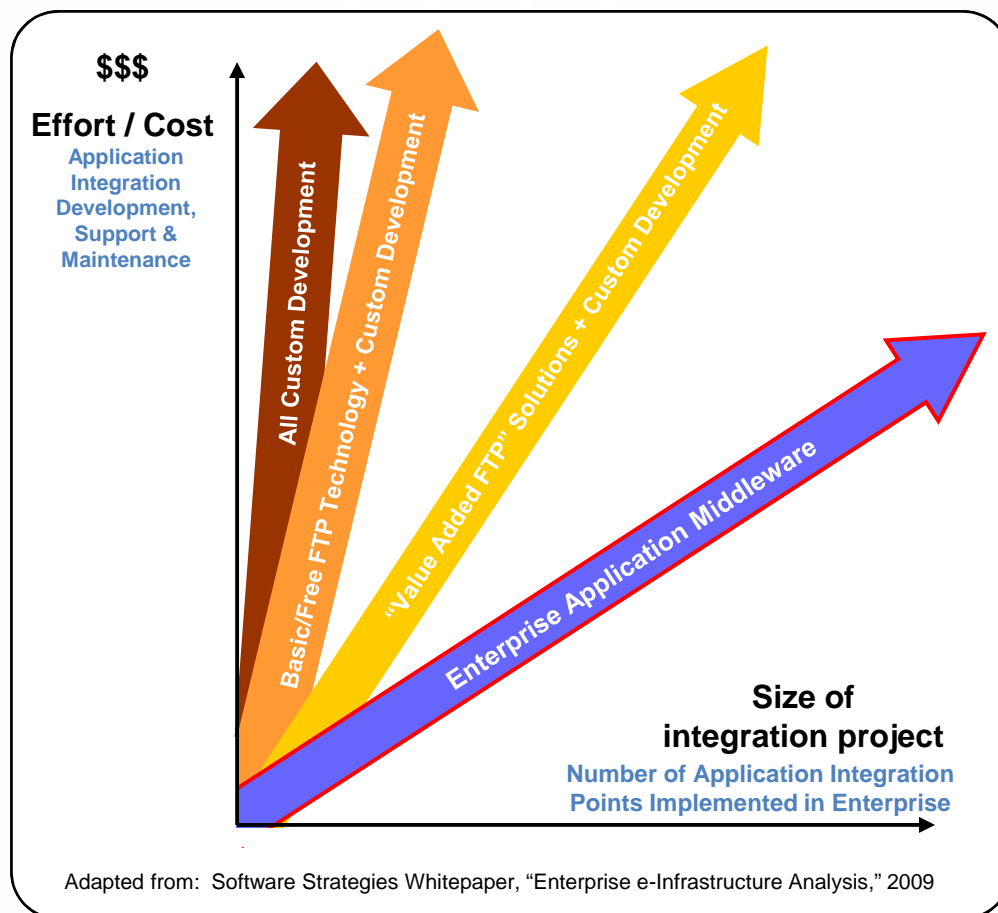 $$$
Effort / Cost
Application
Integration
Development,
Support &
Maintenance
All Custom Development
Basic/Free FTP Technology + Custom Development
“Value Added FTP” Solutions + Custom Development
Enterprise Application Middleware
Size of
integration project
Number of Application Integration
Points Implemented in Enterprise
Adapted from: Software Strategies Whitepaper, “Enterprise e-Infrastructure Analysis,” 2009